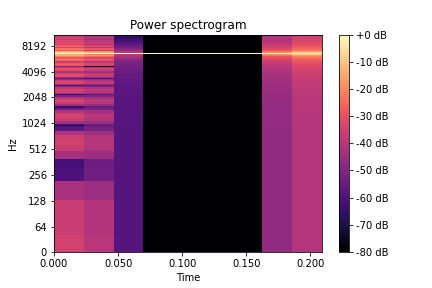 Power spectrogram
8192
4096
2048
1024
512
256
128
64
0
Hz
0.000 0.050 0.100 0.150 0.200
Time
+0 dB
-10 dB
-20 dB
-30 dB
-40 dB
-50 dB
-60 dB
-70 dB
-80 dB